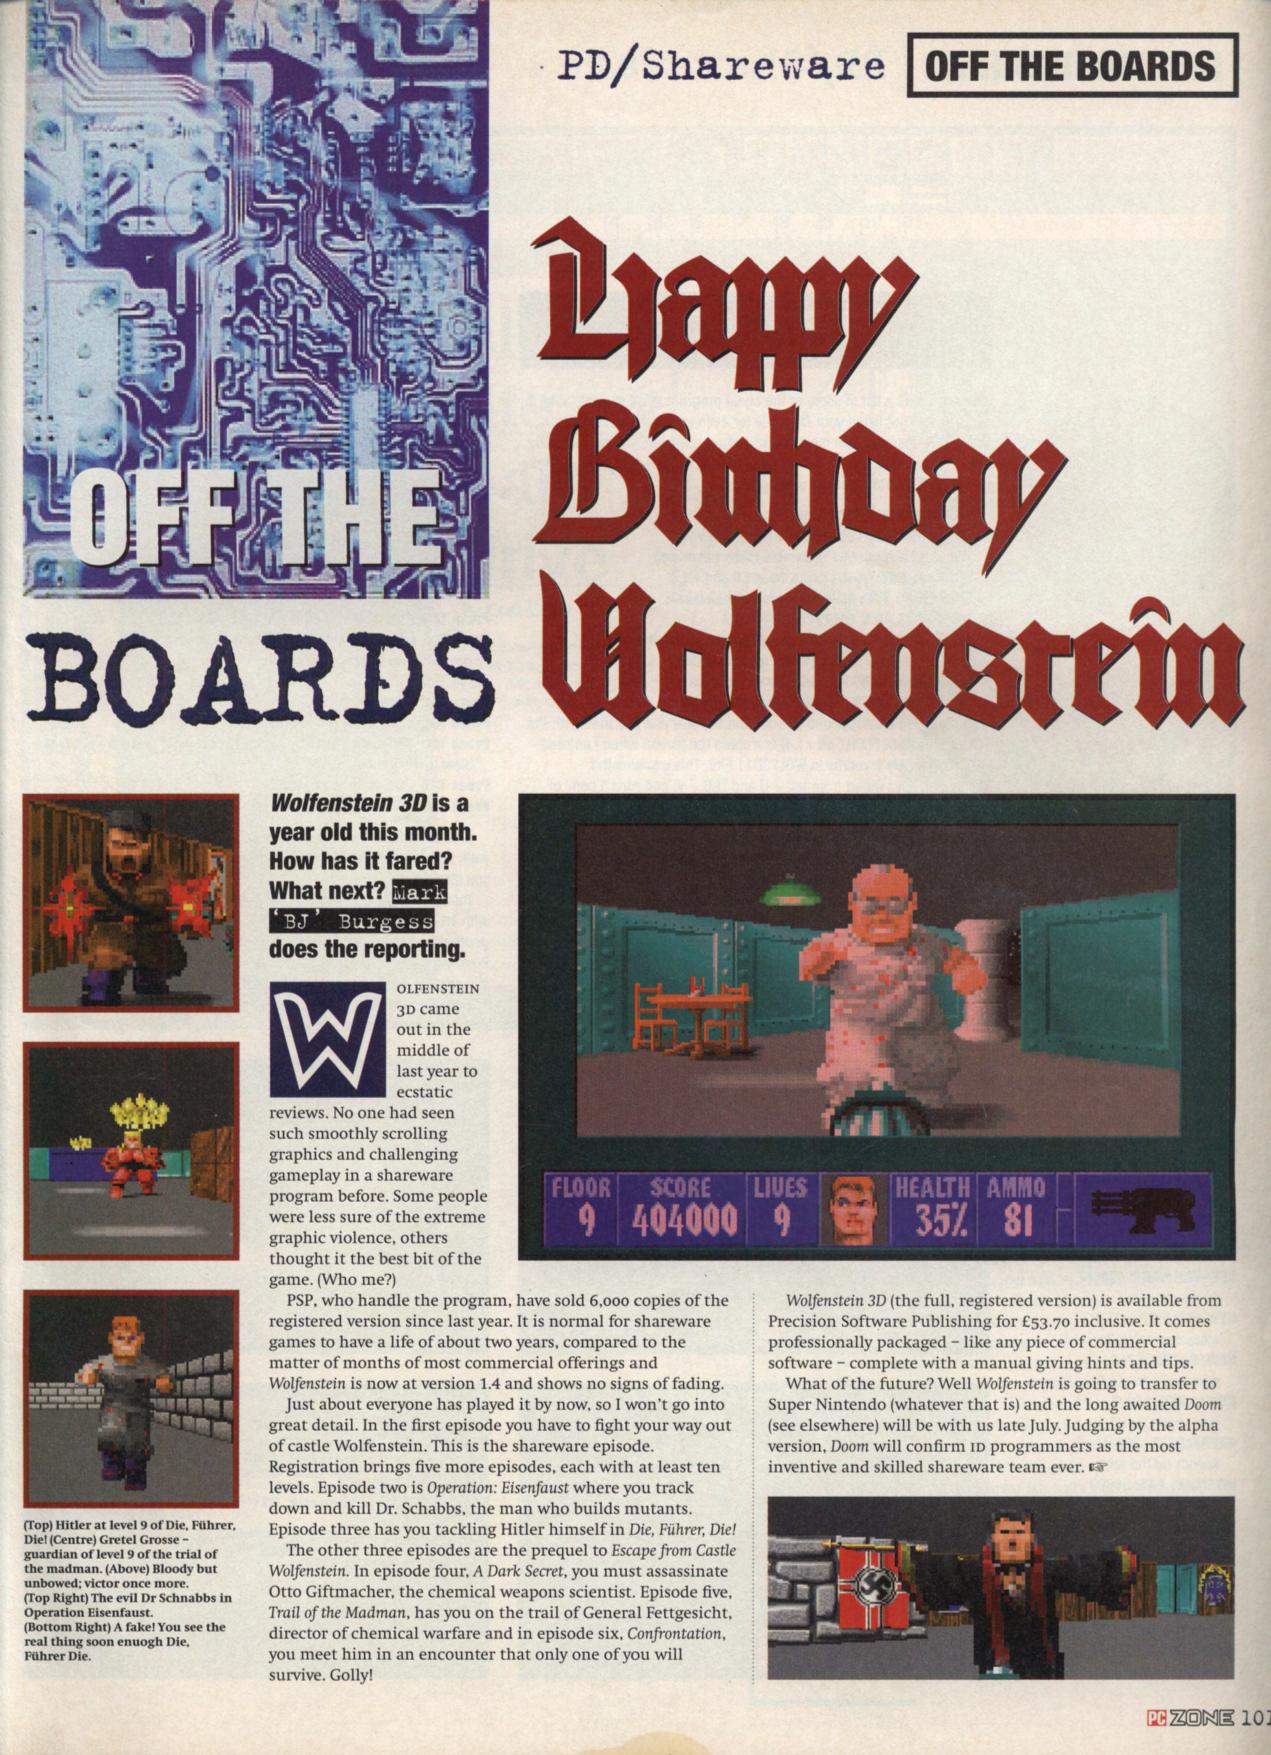 PD/Shareware OFF THE BOARDS
OFF THE
BOARDS
Happy
Birthday
Wolfenstein
Wolfenstein 3D is a
year old this month.
How has it fared?
What next? Mark
'BJ' Burgess
does the reporting.
WOLFENSTEIN
3D came
out in the
middle of
last year to
ecstatic
reviews. No one had seen
such smoothly scrolling
graphics and challenging
gameplay in a shareware
program before. Some people
were less sure of the extreme
graphic violence, others
thought it the best bit of the
game. (Who me?)
PSP, who handle the program, have sold 6,000 copies of the
registered version since last year. It is normal for shareware
games to have a life of about two years, compared to the
matter of months of most commercial offerings and
Wolfenstein is now at version 1.4 and shows no signs of fading.
Just about everyone has played it by now, so I won't go into
great detail. In the first episode you have to fight your way out
of castle Wolfenstein. This is the shareware episode.
Registration brings five more episodes, each with at least ten
levels. Episode two is Operation: Eisenfaust where you track
down and kill Dr. Schabbs, the man who builds mutants.
Episode three has you tackling Hitler himself in Die, Führer, Die!
The other three episodes are the prequel to Escape from Castle
Wolfenstein. In episode four, A Dark Secret, you must assassinate
Otto Giftmacher, the chemical weapons scientist. Episode five,
Trail of the Madman, has you on the trail of General Fettgesicht,
director of chemical warfare and in episode six, Confrontation,
you meet him in an encounter that only one of you will
survive. Golly!
FLOOR SCORE LIVES HEALTH AMMO
9 404000 9 35% 81
Wolfenstein 3D (the full, registered version) is available from
Precision Software Publishing for £53.70 inclusive. It comes
professionally packaged – like any piece of commercial
software – complete with a manual giving hints and tips.
What of the future? Well Wolfenstein is going to transfer to
Super Nintendo (whatever that is) and the long awaited Doom
(see elsewhere) will be with us late July. Judging by the alpha
version, Doom will confirm ID programmers as the most
inventive and skilled shareware team ever. ☞
(Top) Hitler at level 9 of Die, Führer,
Die! (Centre) Gretel Grosse –
guardian of level 9 of the trial of
the madman. (Above) Bloody but
unbowed; victor once more.
(Top Right) The evil Dr Schnabbs in
Operation Eisenfaust.
(Bottom Right) A fake! You see the
real thing soon enuogh Die,
Führer Die.
PC ZONE 101